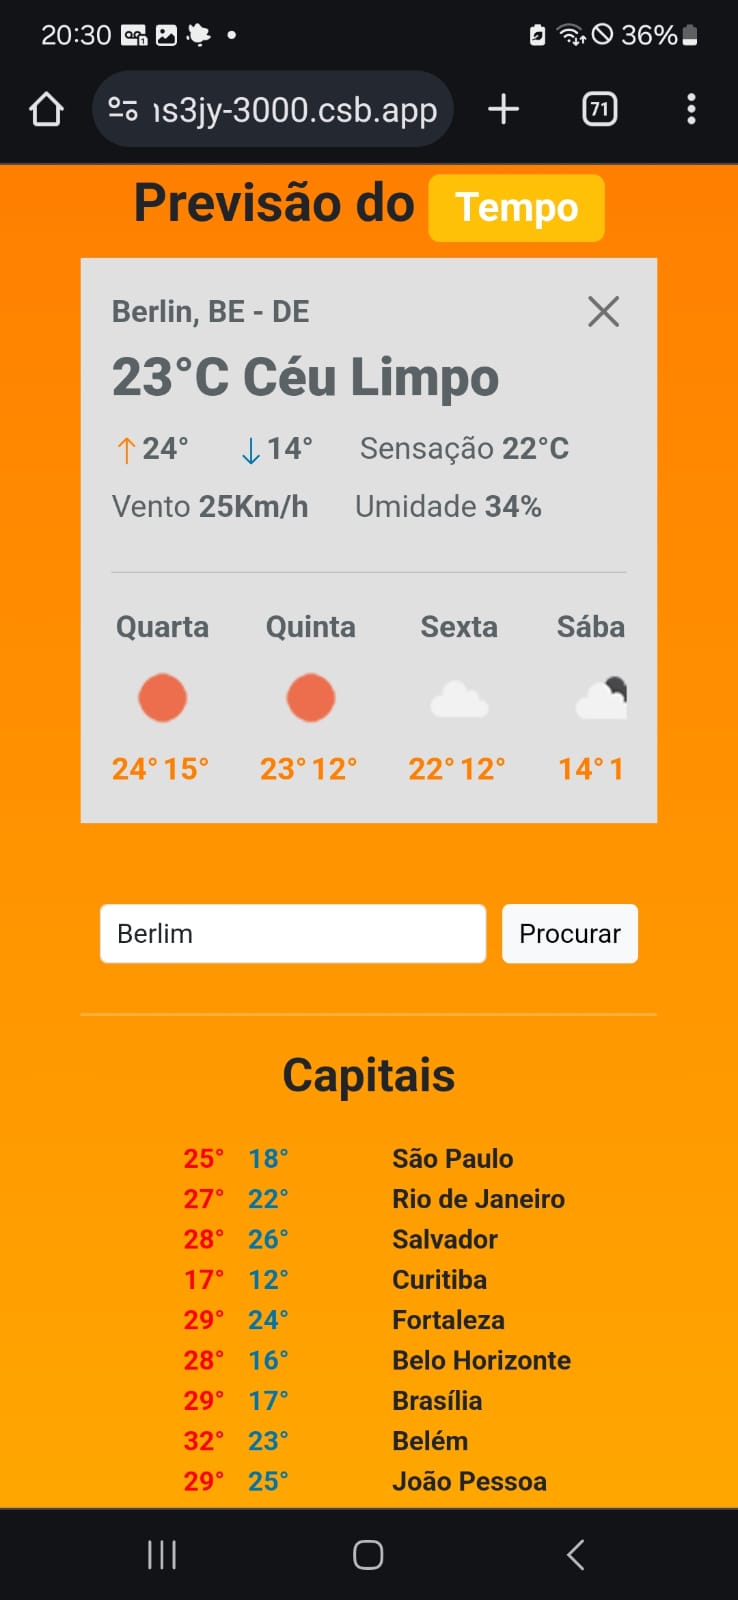 20:30 36%
ns3jy-3000.csb.app 71
Previsão do Tempo
Berlin, BE - DE
23°C Céu Limpo
↑24° ↓14° Sensação 22°C
Vento 25Km/h Umidade 34%
Quarta Quinta Sexta Sába
24° 15° 23° 12° 22° 12° 14° 1
Berlim Procurar
Capitais
25° 18° São Paulo
27° 22° Rio de Janeiro
28° 26° Salvador
17° 12° Curitiba
29° 24° Fortaleza
28° 16° Belo Horizonte
29° 17° Brasília
32° 23° Belém
29° 25° João Pessoa